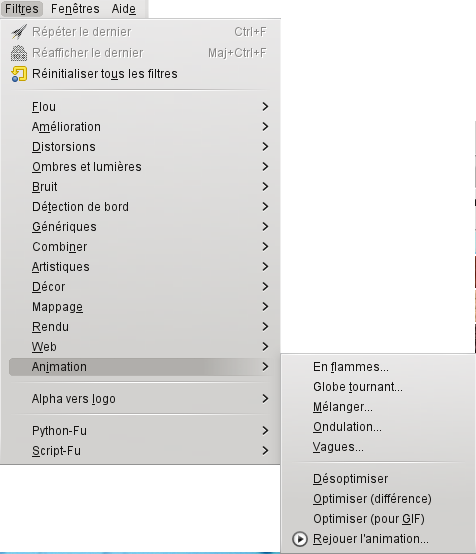 Filtres Fenêtres Aide
Répéter le dernier Ctrl+F
Réafficher le dernier Maj+Ctrl+F
Réinitialiser tous les filtres
Flou
Amélioration
Distorsions
Ombres et lumières
Bruit
Détection de bord
Génériques
Combiner
Artistiques
Décor
Mappage
Rendu
Web
Animation
Alpha vers logo
Python-Fu
Script-Fu
En flammes...
Globe tournant...
Mélanger...
Ondulation...
Vagues...
Désoptimiser
Optimiser (différence)
Optimiser (pour GIF)
Rejouer l'animation...